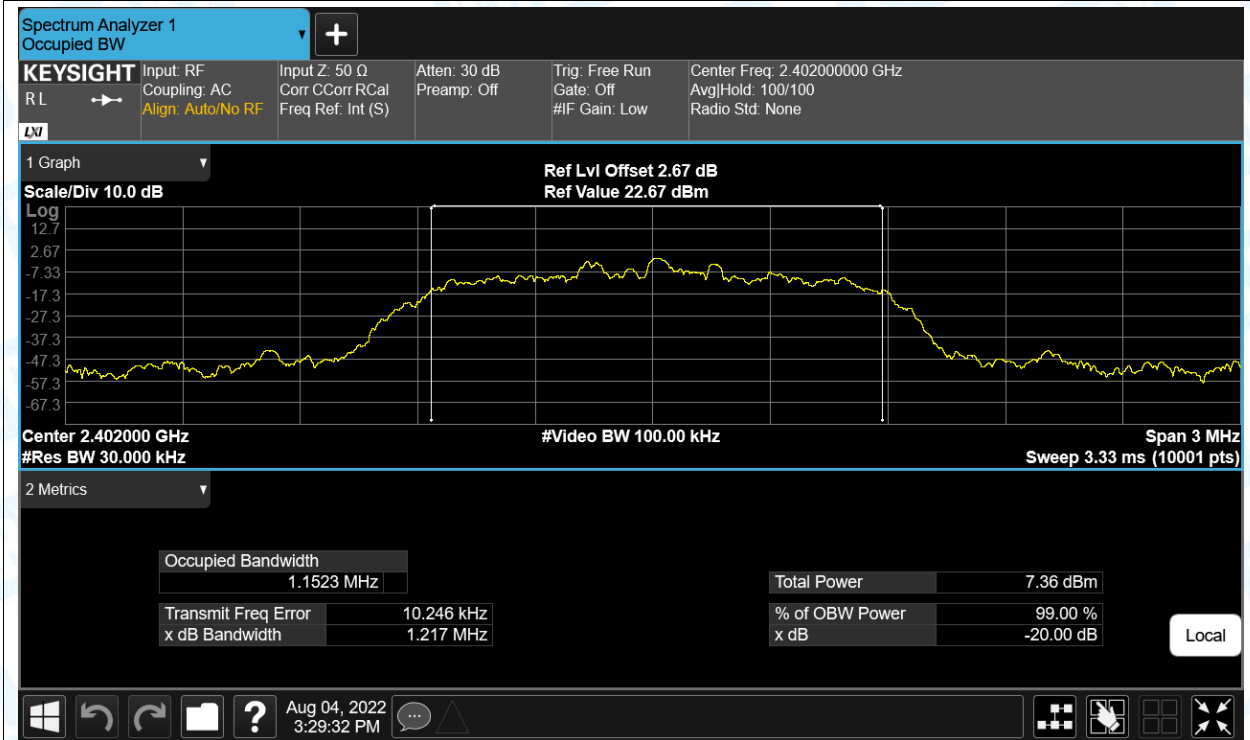 Spectrum Analyzer 1
Occupied BW
KEYSIGHT
R L
LXI
Input: RF
Coupling: AC
Align: Auto/No RF
Input Z: 50 Ω
Corr CCorr RCal
Freq Ref: Int (S)
Atten: 30 dB
Preamp: Off
Trig: Free Run
Gate: Off
#IF Gain: Low
Center Freq: 2.402000000 GHz
Avg|Hold: 100/100
Radio Std: None
1 Graph
Scale/Div 10.0 dB
Ref Lvl Offset 2.67 dB
Ref Value 22.67 dBm
Log
12.7
2.67
-7.33
-17.3
-27.3
-37.3
-47.3
-57.3
-67.3
Center 2.402000 GHz
#Video BW 100.00 kHz
Span 3 MHz
#Res BW 30.000 kHz
Sweep 3.33 ms (10001 pts)
2 Metrics
Occupied Bandwidth
1.1523 MHz
Total Power 7.36 dBm
Transmit Freq Error 10.246 kHz
% of OBW Power 99.00 %
x dB Bandwidth 1.217 MHz
x dB -20.00 dB
Local
?
Aug 04, 2022
3:29:32 PM